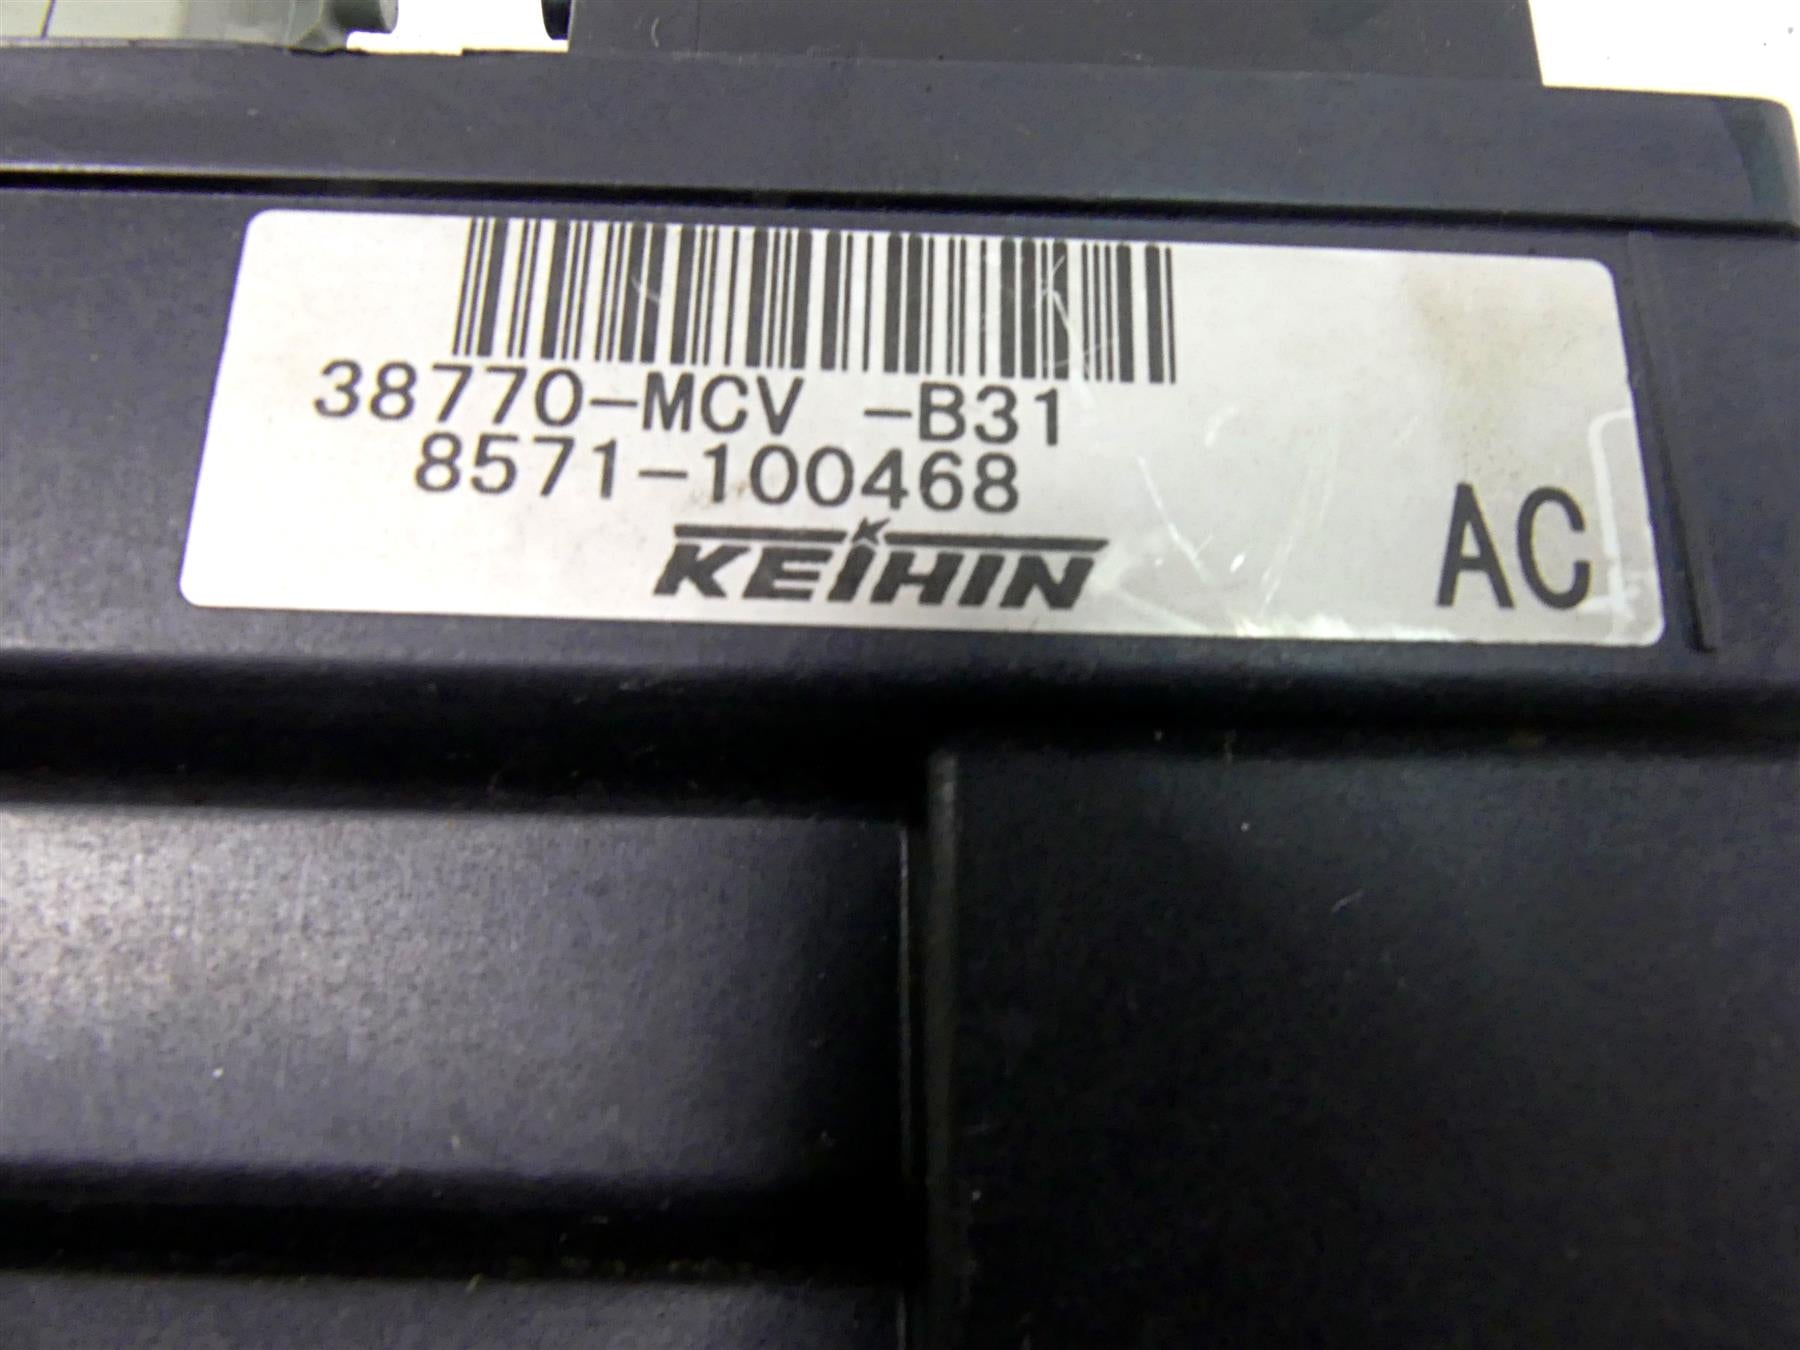 38770-MCV -B31
8571-100468
KEIHIN
AC